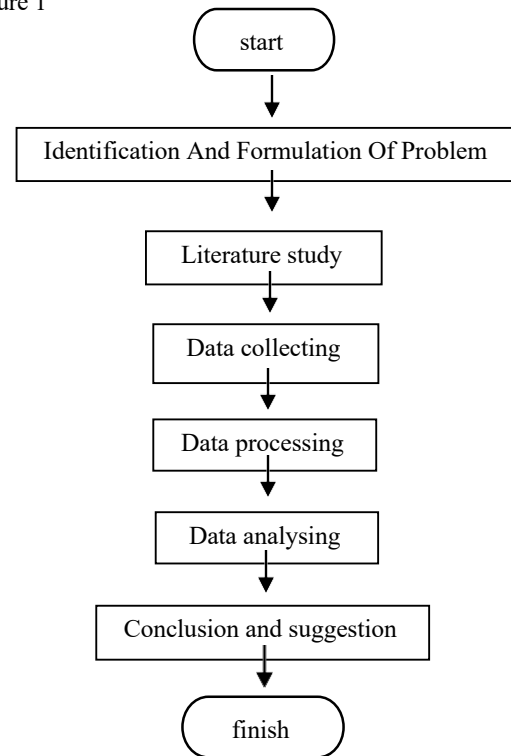 ure 1
start
Identification And Formulation Of Problem
Literature study
Data collecting
Data processing
Data analysing
Conclusion and suggestion
finish